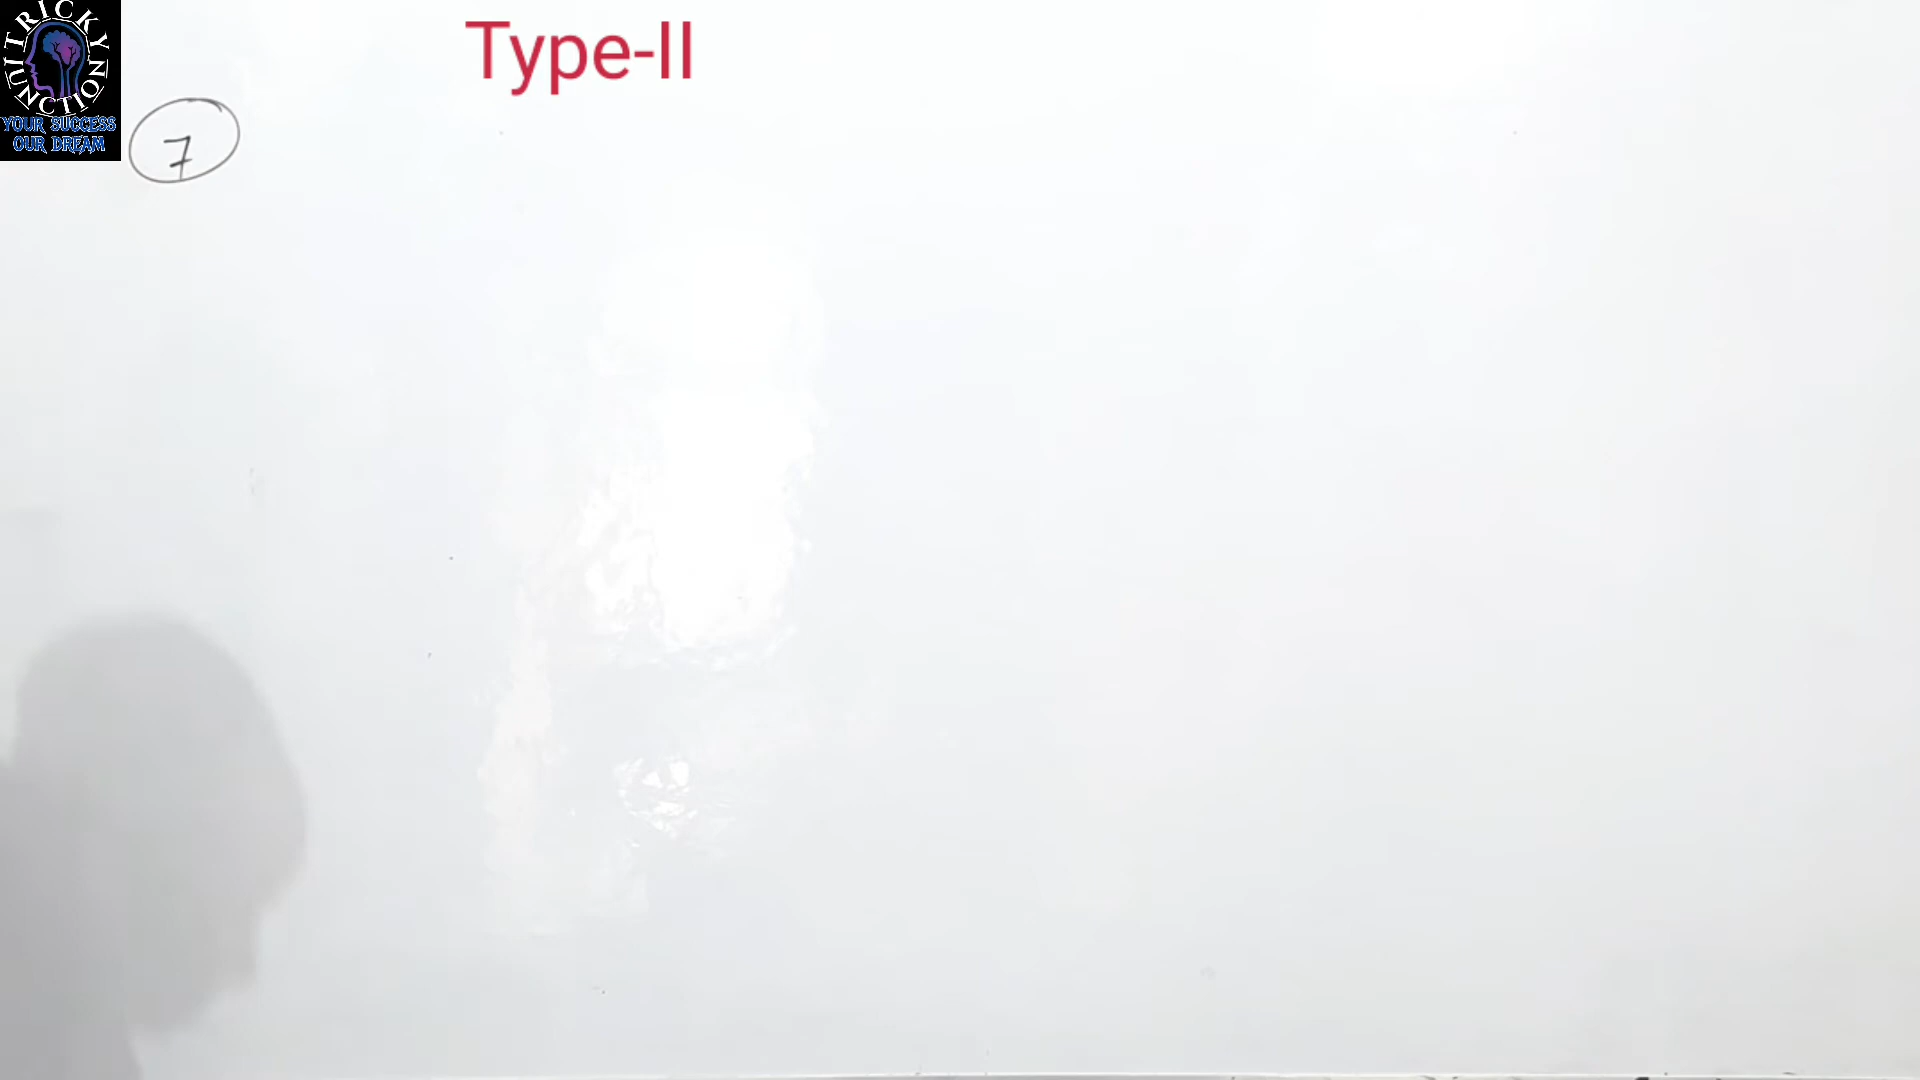 TRICKY
JUNCTION
YOUR SUCCESS
OUR DREAM
Type-II
7